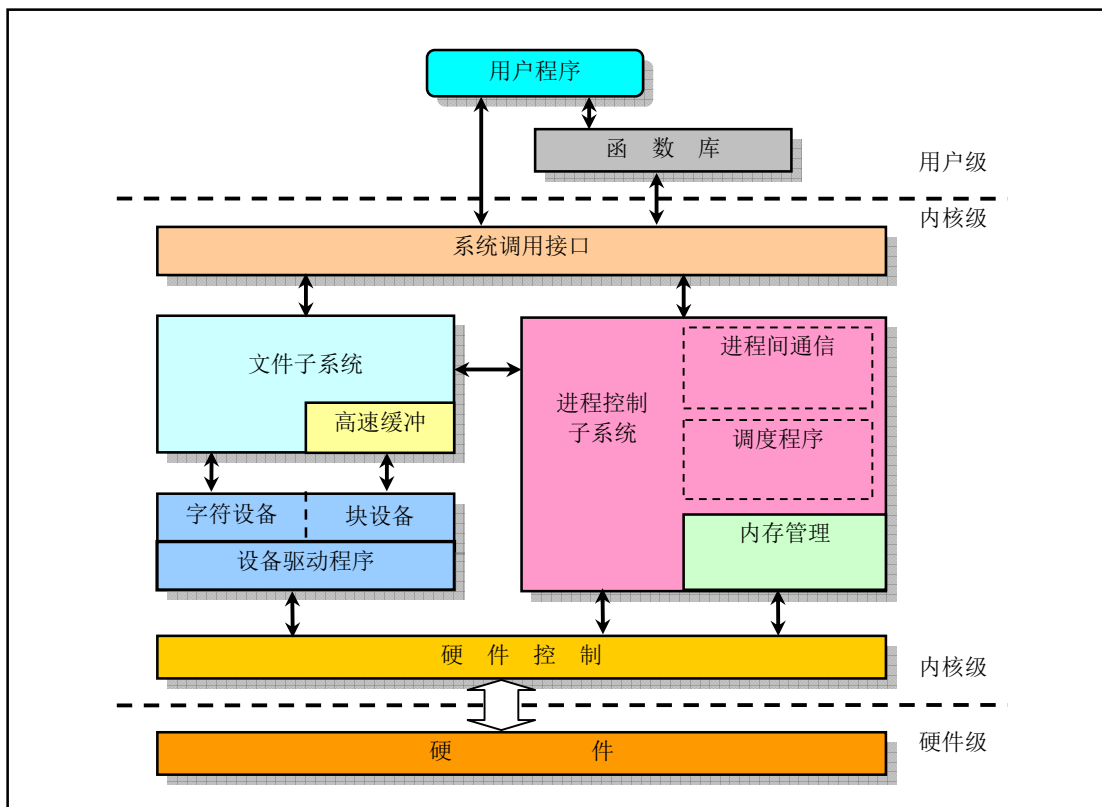 用户程序
函 数 库
用户级
内核级
系统调用接口
文件子系统
高速缓冲
进程控制
子系统
进程间通信
调度程序
内存管理
字符设备
块设备
设备驱动程序
硬 件 控 制
内核级
硬件级
硬 件